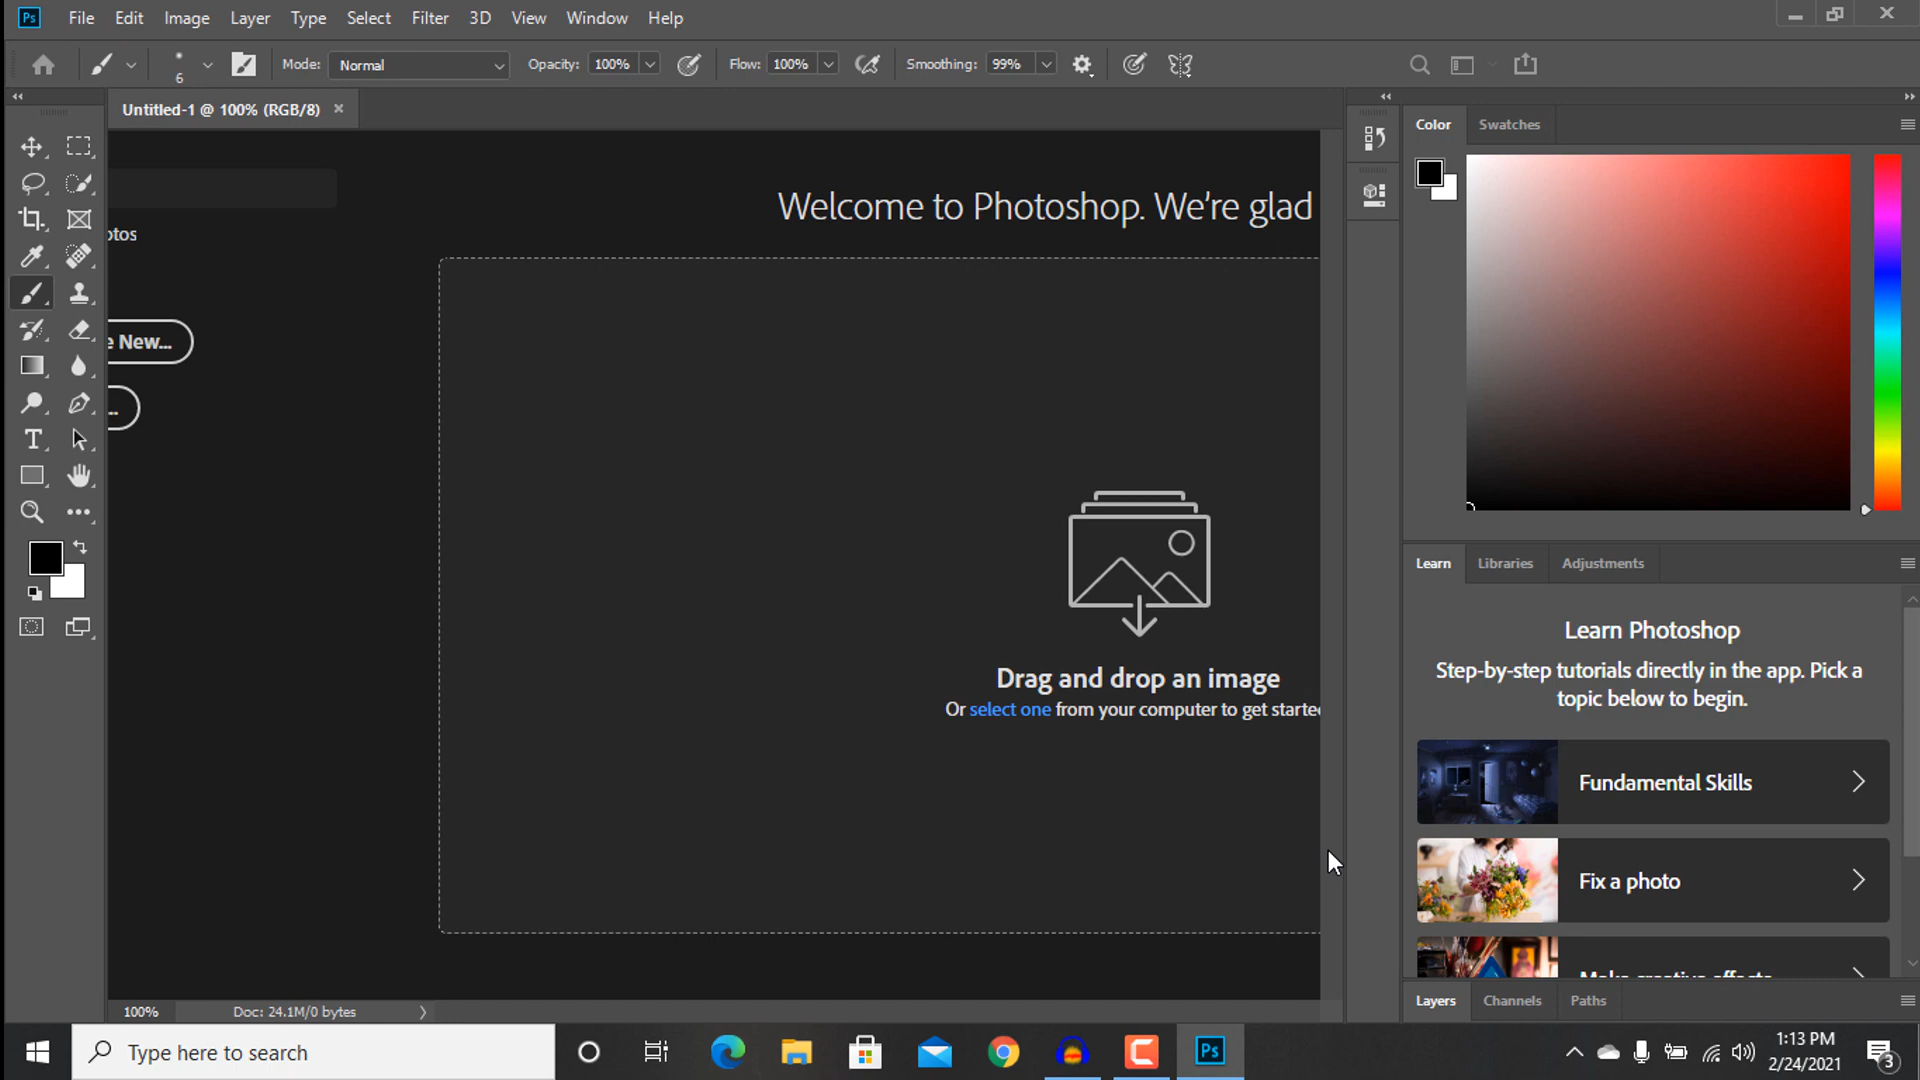 Ps File Edit Image Layer Type Select Filter 3D View Window Help
6 Mode: Normal Opacity: 100% Flow: 100% Smoothing: 99%
Untitled-1 @ 100% (RGB/8) ×
Color Swatches
Welcome to Photoshop. We're glad
otos
e New...
...
T
Drag and drop an image
Or select one from your computer to get starte
Learn Libraries Adjustments
Learn Photoshop
Step-by-step tutorials directly in the app. Pick a
topic below to begin.
Fundamental Skills
Fix a photo
Make creative effects
Layers Channels Paths
100% Doc: 24.1M/0 bytes
Type here to search
Ps
1:13 PM
2/24/2021
3